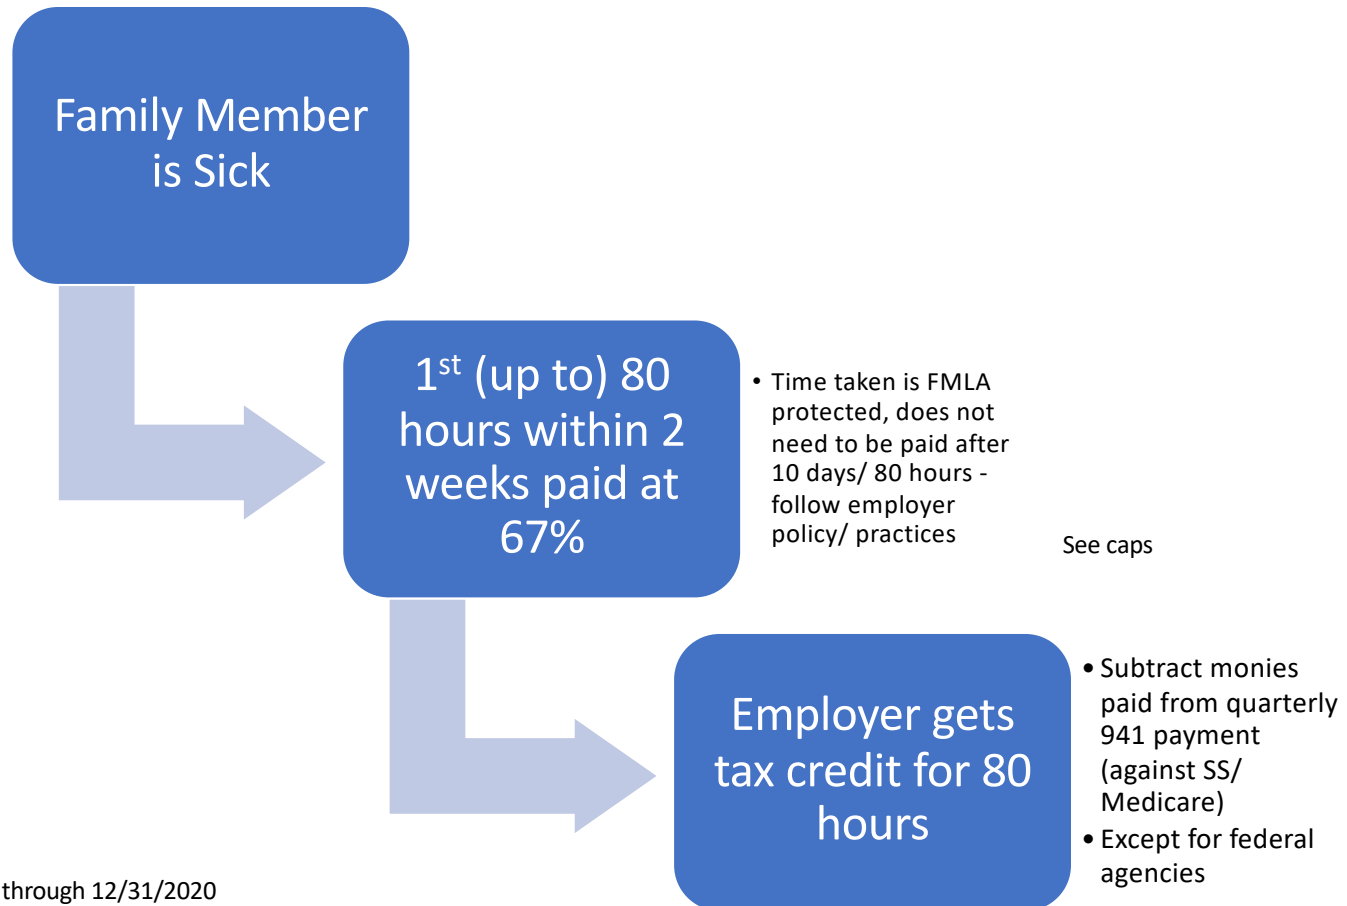 Family Member
is Sick
1st (up to) 80
hours within 2
weeks paid at
67%
• Time taken is FMLA
protected, does not
need to be paid after
10 days/ 80 hours -
follow employer
policy/ practices
See caps
Employer gets
tax credit for 80
hours
• Subtract monies
paid from quarterly
941 payment
(against SS/
Medicare)
• Except for federal
agencies
through 12/31/2020